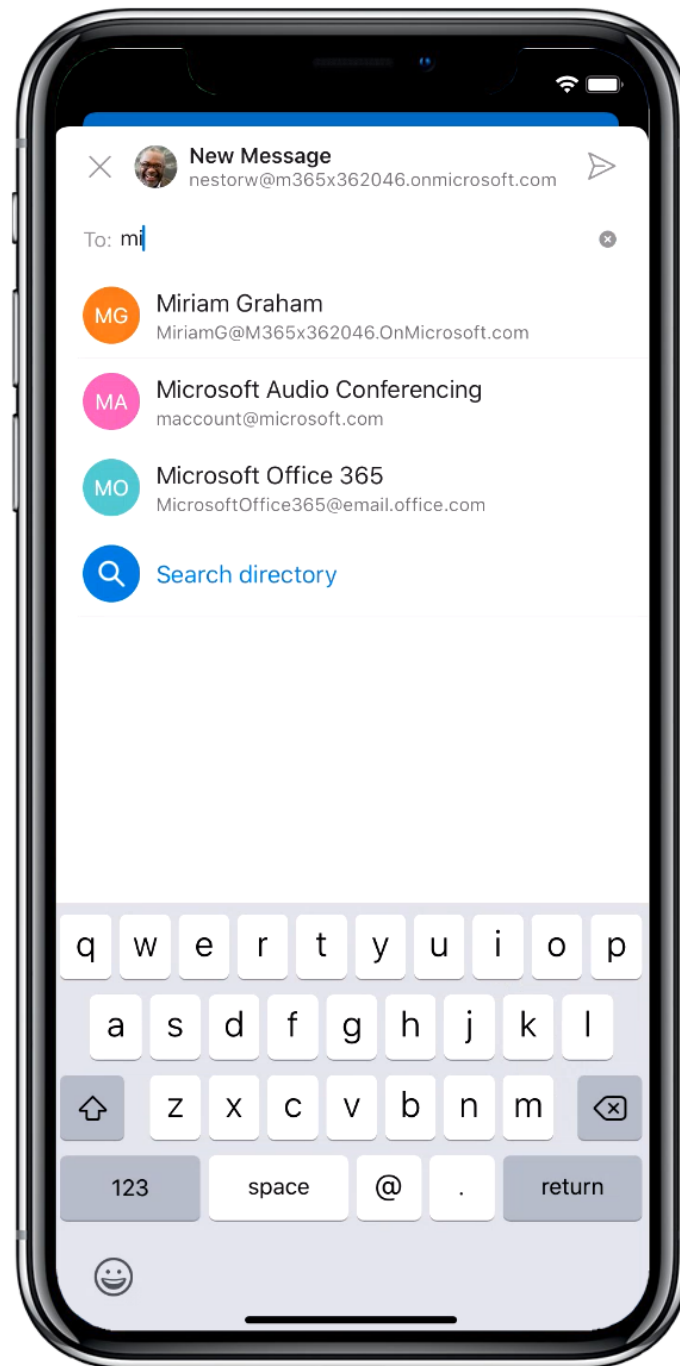 New Message
nestorw@m365x362046.onmicrosoft.com
To: mi
MG
Miriam Graham
MiriamG@M365x362046.OnMicrosoft.com
MA
Microsoft Audio Conferencing
maccount@microsoft.com
MO
Microsoft Office 365
MicrosoftOffice365@email.office.com
Search directory
q w e r t y u i o p
a s d f g h j k l
z x c v b n m
123 space @ . return